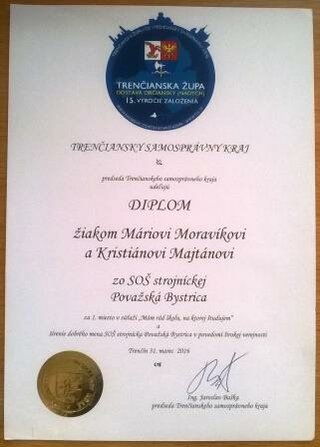 TRENČIANSKA ŽUPA
15. VÝROČIE ZALOŽENIA
TRENČIANSKY SAMOSPRÁVNY KRAJ
&
predseda Trenčianskeho samosprávneho kraja
udeľujú
DIPLOM
žiakom Máriovi Moravíkovi
a Kristiánovi Majtánovi
zo SOŠ strojníckej
Považská Bystrica
za 1. miesto v súťaži „Mám rád školu, na ktorej študujem"
a
šírenie dobrého mena SOŠ strojnícka Považská Bystrica v povedomí širokej verejnosti
Trenčín 31. marec 2016
Ing. Jaroslav Baška
predseda Trenčianskeho samosprávneho kraja